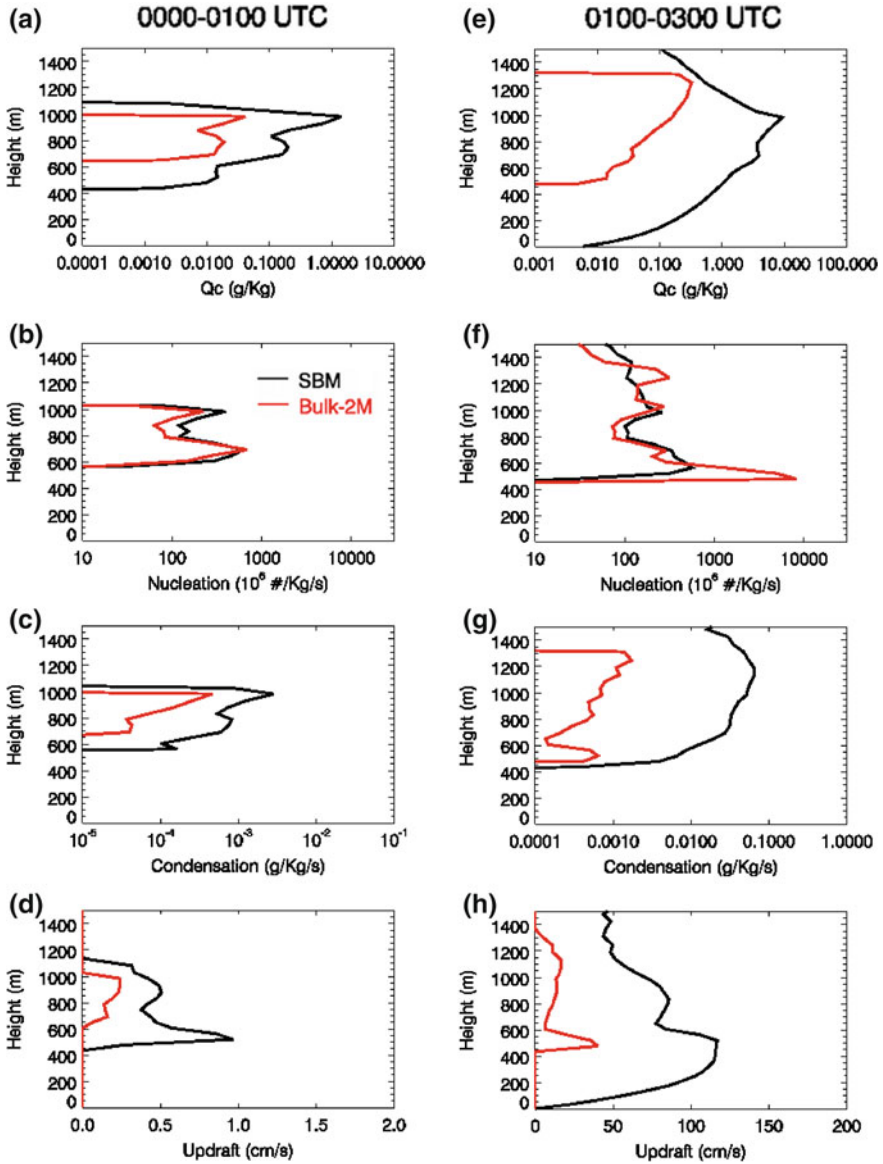 0000-0100 UTC
(a)
Height (m)
1400
1200
1000
800
600
400
200
0
0.0001 0.0010 0.0100 0.1000 1.0000 10.0000
Qc (g/Kg)
(b)
Height (m)
1400
1200
1000
800
600
400
200
0
SBM
Bulk-2M
10 100 1000 10000
Nucleation (10⁶ #/Kg/s)
(c)
Height (m)
1400
1200
1000
800
600
400
200
0
10⁻⁵ 10⁻⁴ 10⁻³ 10⁻² 10⁻¹
Condensation (g/Kg/s)
(d)
Height (m)
1400
1200
1000
800
600
400
200
0
0.0 0.5 1.0 1.5 2.0
Updraft (cm/s)
0100-0300 UTC
(e)
Height (m)
1400
1200
1000
800
600
400
200
0
0.001 0.010 0.100 1.000 10.000 100.000
Qc (g/Kg)
(f)
Height (m)
1400
1200
1000
800
600
400
200
0
10 100 1000 10000
Nucleation (10⁶ #/Kg/s)
(g)
Height (m)
1400
1200
1000
800
600
400
200
0
0.0001 0.0010 0.0100 0.1000 1.0000
Condensation (g/Kg/s)
(h)
Height (m)
1400
1200
1000
800
600
400
200
0
0 50 100 150 200
Updraft (cm/s)